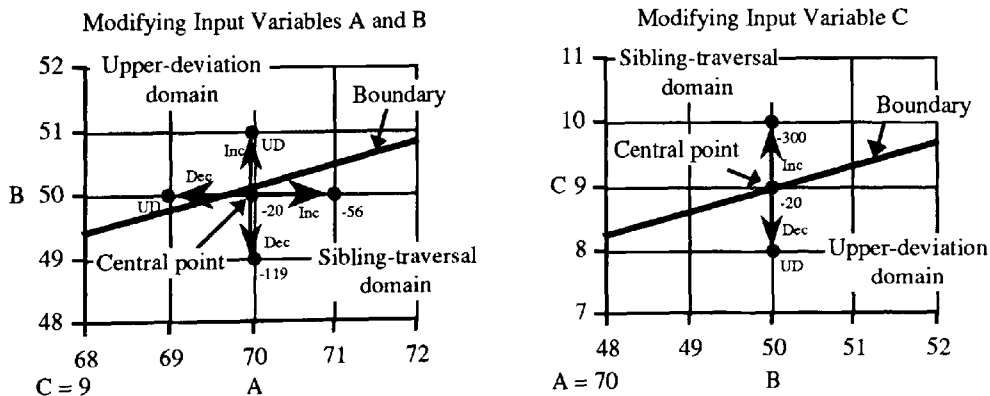 Modifying Input Variables A and B
52
Upper-deviation
domain
Boundary
51
UD
Inc
Dec
B
50
UD
-20
Inc
-56
Dec
49
Central point
-119
Sibling-traversal
domain
48
68
69
70
71
72
C = 9
A
Modifying Input Variable C
11
Sibling-traversal
domain
Boundary
10
-300
Central point
Inc
C
9
-20
Dec
8
UD
Upper-deviation
domain
7
48
49
50
51
52
A = 70
B